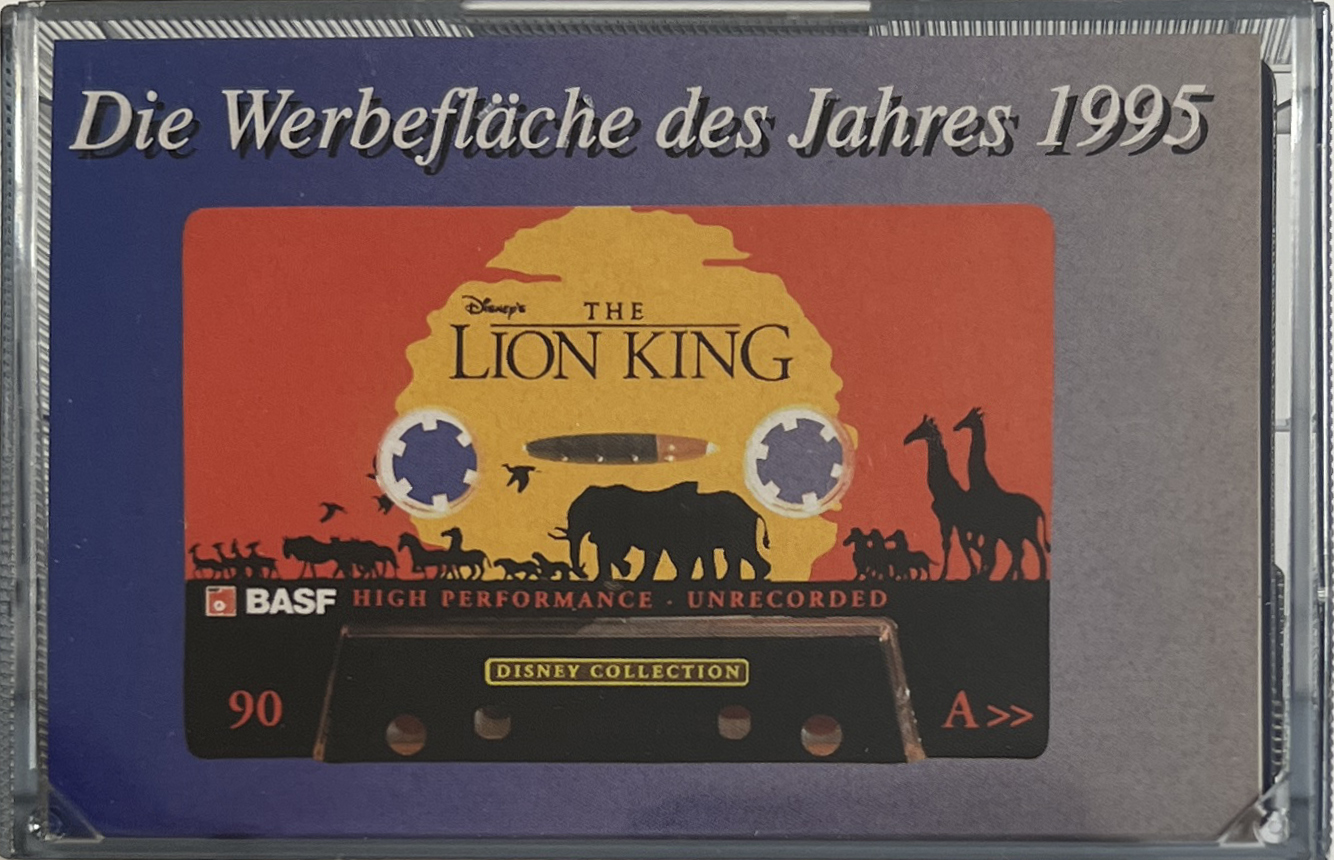 Die Werbefläche des Jahres 1995
Disney's
THE
LION KING
BASF HIGH PERFORMANCE · UNRECORDED
DISNEY COLLECTION
90
A >>